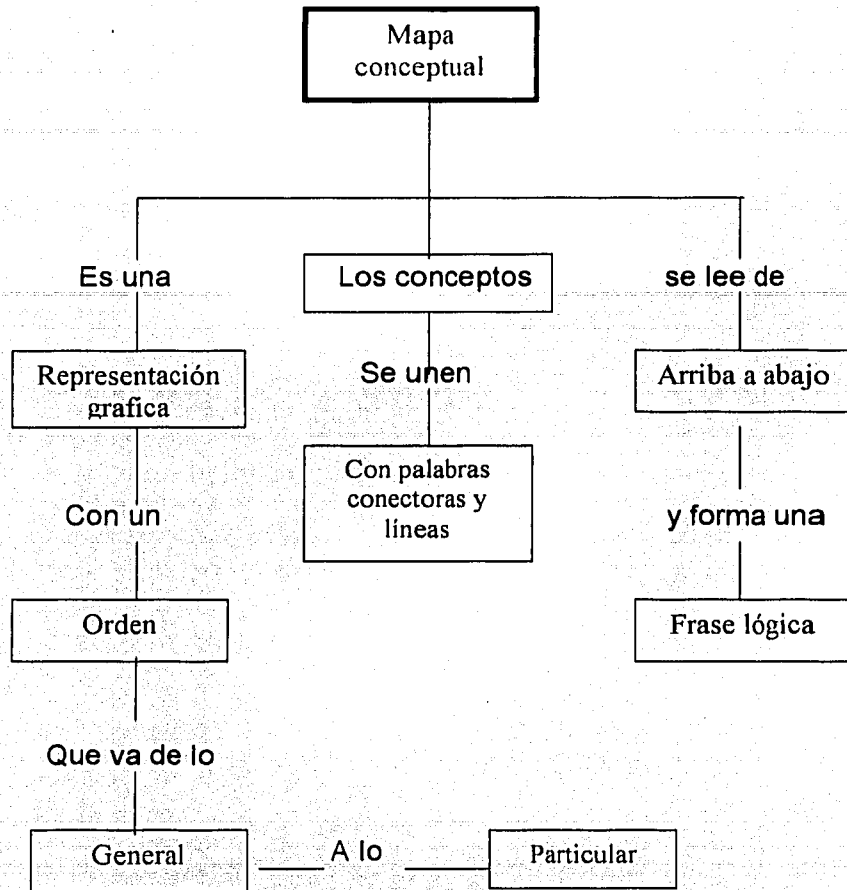 Mapa
conceptual
Es una
Los conceptos
se lee de
Representación
grafica
Se unen
Arriba a abajo
Con palabras
conectoras y
líneas
Con un
y forma una
Orden
Frase lógica
Que va de lo
General
A lo
Particular